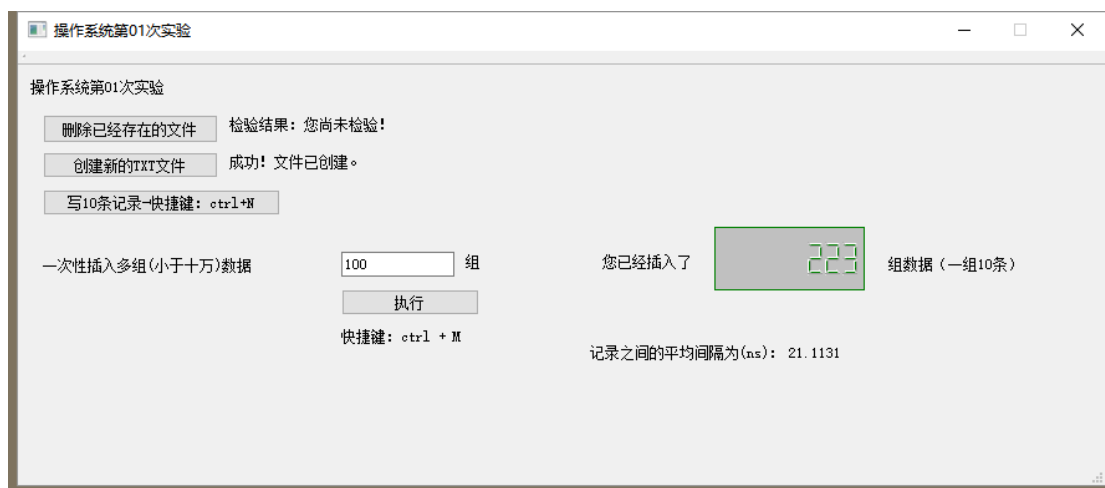 操作系统第01次实验
操作系统第01次实验
删除已经存在的文件 检验结果：您尚未检验！
创建新的TXT文件 成功！文件已创建。
写10条记录→快捷键：ctrl+N
一次性插入多组(小于十万)数据 100 组 您已经插入了 223 组数据（一组10条）
执行
快捷键：ctrl + M
记录之间的平均间隔为(ns)：21.1131